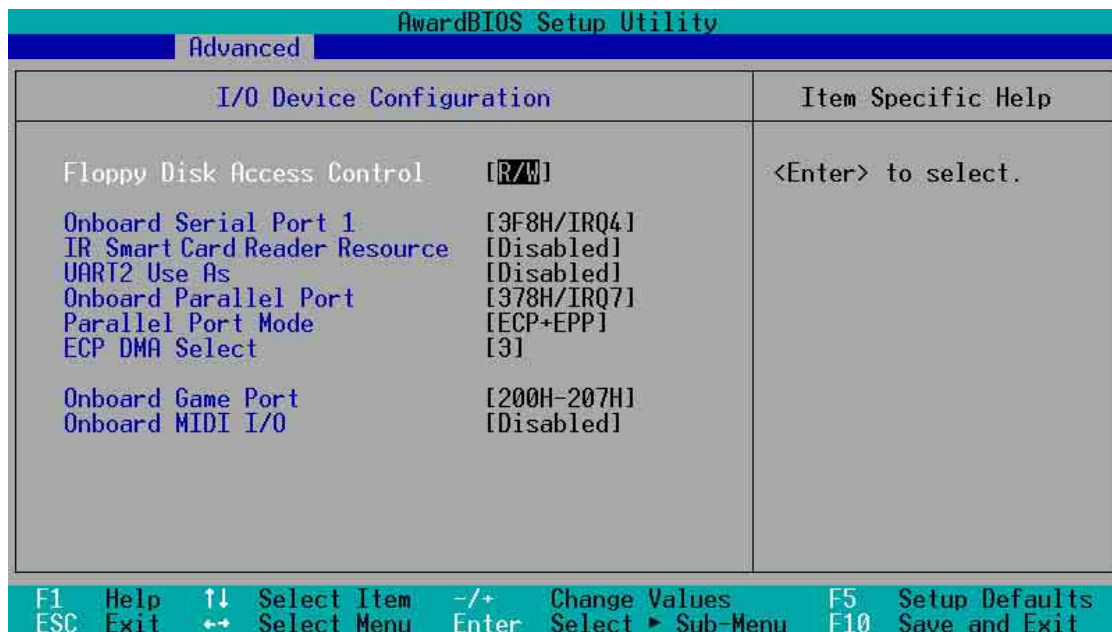 AwardBIOS Setup Utility
Advanced
I/O Device Configuration
Item Specific Help
Floppy Disk Access Control [R/W]
<Enter> to select.
Onboard Serial Port 1 [3F8H/IRQ4]
IR Smart Card Reader Resource [Disabled]
UART2 Use As [Disabled]
Onboard Parallel Port [378H/IRQ7]
Parallel Port Mode [ECP+EPP]
ECP DMA Select [3]
Onboard Game Port [200H-207H]
Onboard MIDI I/O [Disabled]
F1 Help ↑↓ Select Item -/+ Change Values F5 Setup Defaults
ESC Exit ←→ Select Menu Enter Select ► Sub-Menu F10 Save and Exit